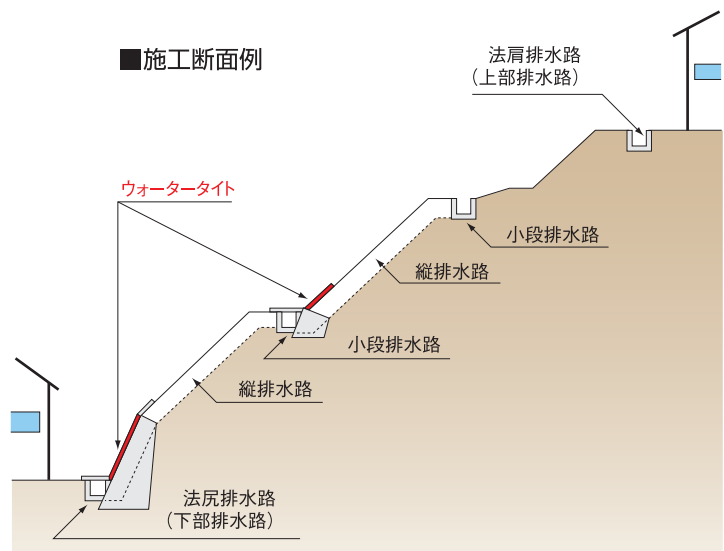 ■施工断面例
法肩排水路
（上部排水路）
ウォータータイト
小段排水路
縦排水路
小段排水路
縦排水路
法尻排水路
（下部排水路）